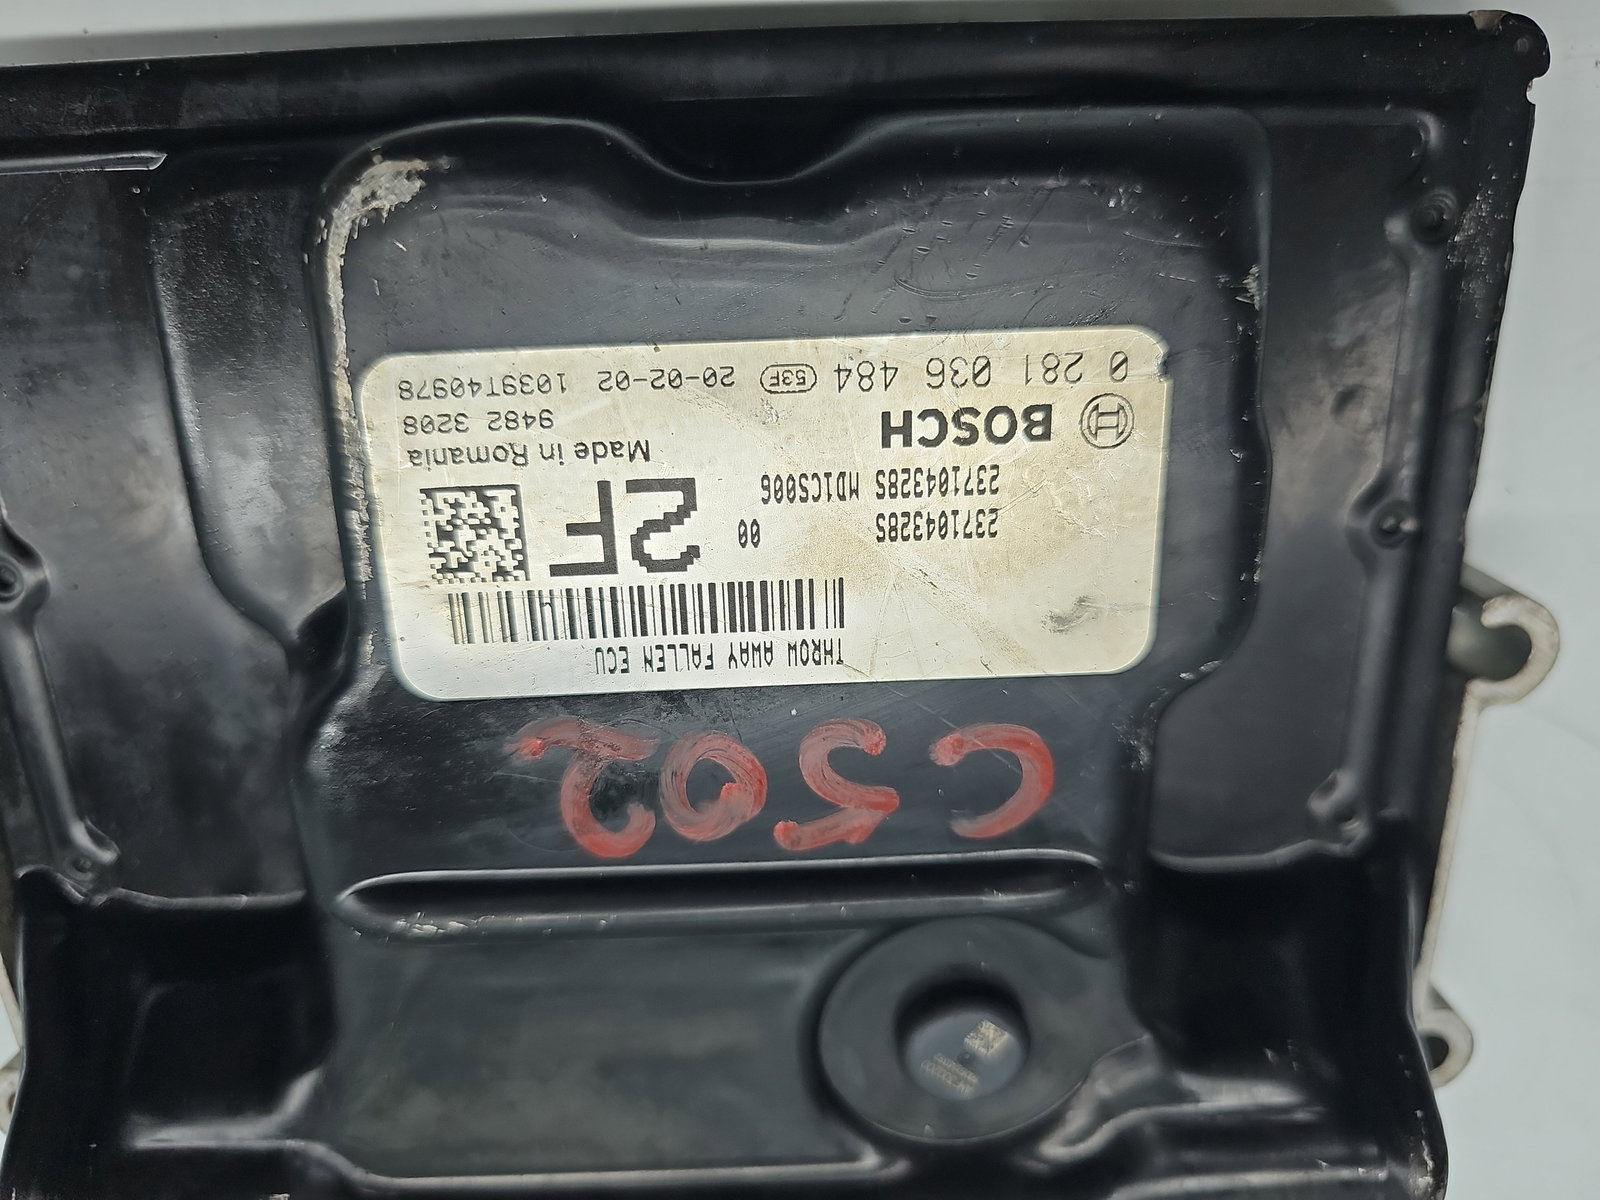 C502
THROW AWAY FALLEN ECU
237104328S 00 2F
237104328S MD1CS006
BOSCH Made in Romania
9482 3208
0 281 036 484 53F 20-02-02 1039T40978